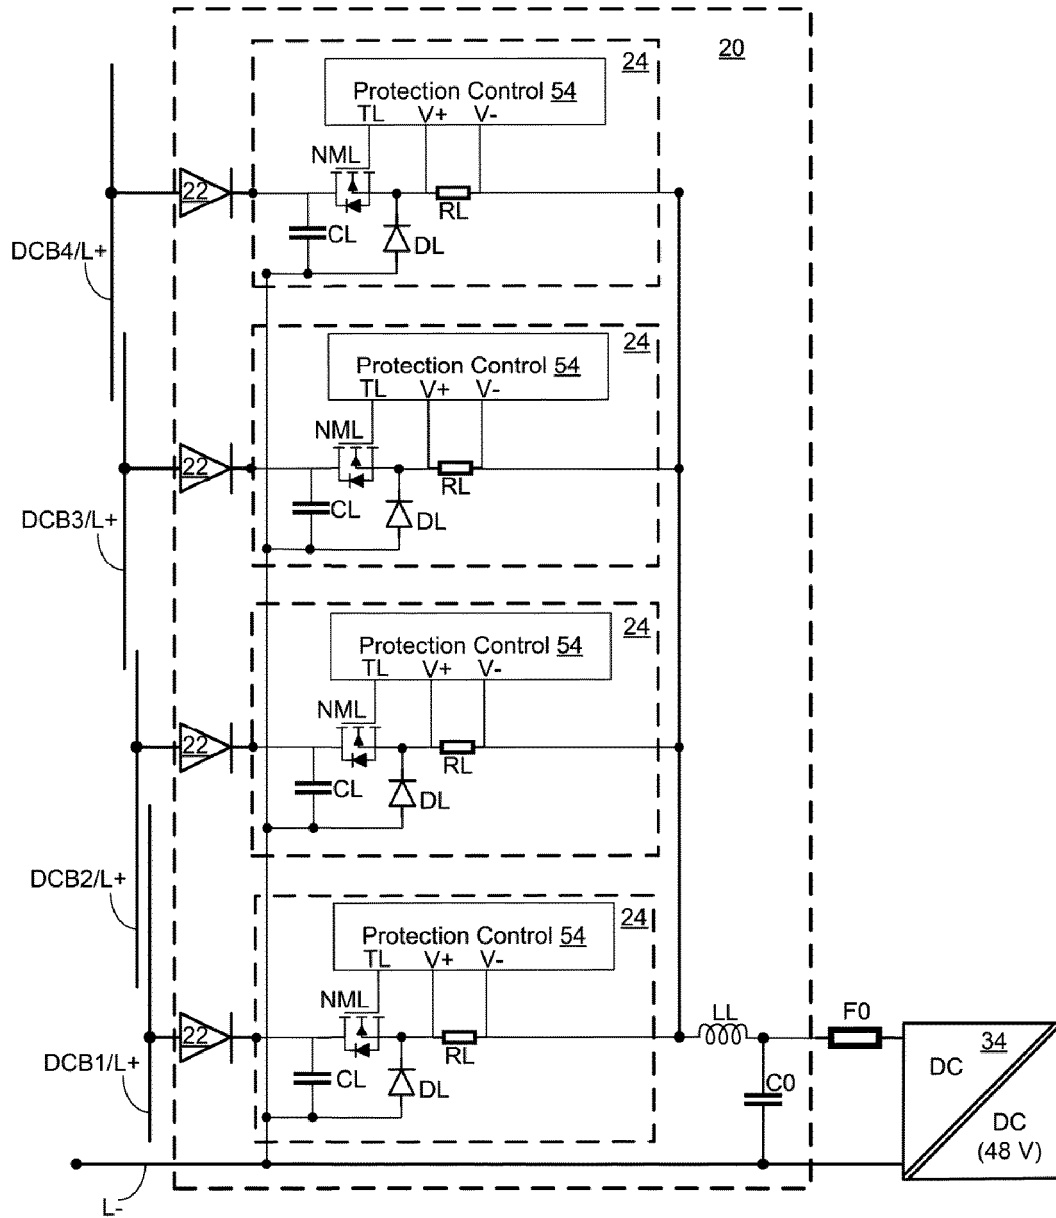 20
24
Protection Control 54
TL V+ V-
NML
22
RL
CL
DL
DCB4/L+
24
Protection Control 54
TL V+ V-
NML
22
RL
CL
DL
DCB3/L+
24
Protection Control 54
TL V+ V-
NML
22
RL
CL
DL
DCB2/L+
24
Protection Control 54
TL V+ V-
NML
22
RL
CL
DL
DCB1/L+
LL
F0
C0
34
DC
DC
(48 V)
L-